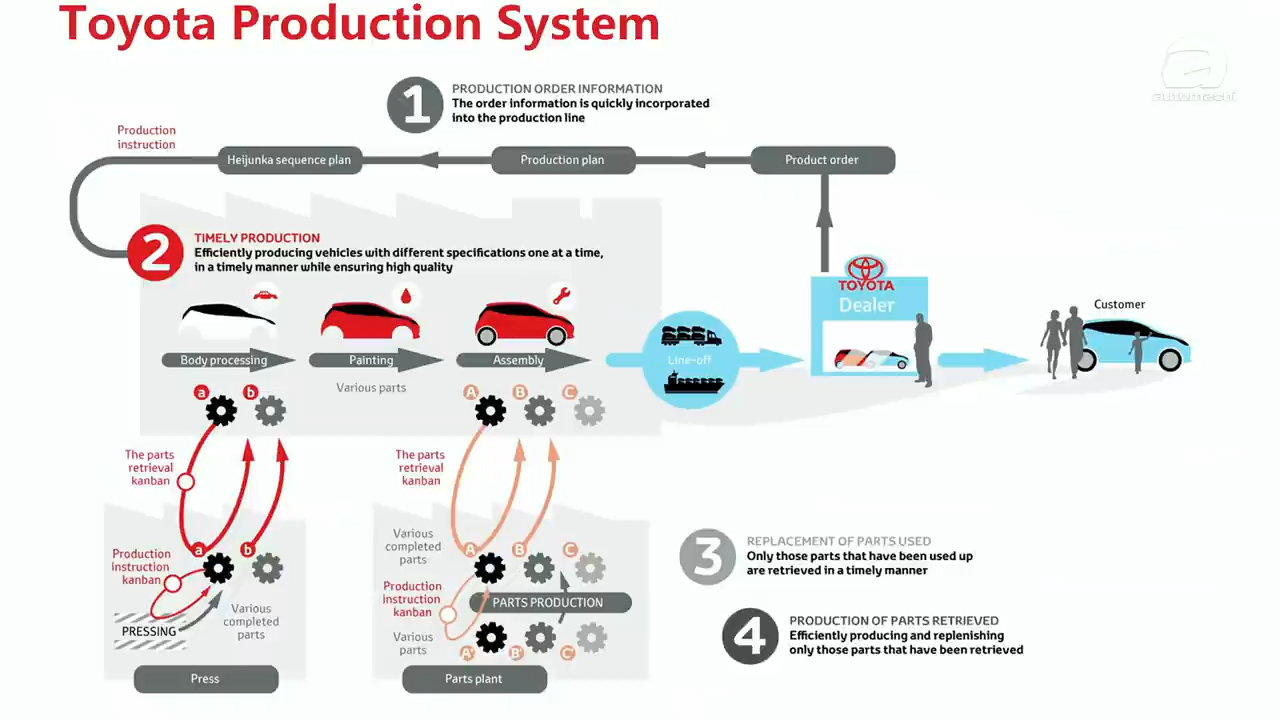 Toyota Production System
automachi
1
PRODUCTION ORDER INFORMATION
The order information is quickly incorporated
into the production line
Production
instruction
Heijunka sequence plan
Production plan
Product order
2
TIMELY PRODUCTION
Efficiently producing vehicles with different specifications one at a time,
in a timely manner while ensuring high quality
TOYOTA
Dealer
Customer
Body processing
Painting
Assembly
Line-off
Various parts
a
b
A
B
C
The parts
retrieval
kanban
The parts
retrieval
kanban
a
b
Production
instruction
kanban
Various
completed
parts
PRESSING
Press
Various
completed
parts
A
B
C
Production
instruction
kanban
PARTS PRODUCTION
Various
parts
A'
B'
C'
Parts plant
3
REPLACEMENT OF PARTS USED
Only those parts that have been used up
are retrieved in a timely manner
4
PRODUCTION OF PARTS RETRIEVED
Efficiently producing and replenishing
only those parts that have been retrieved